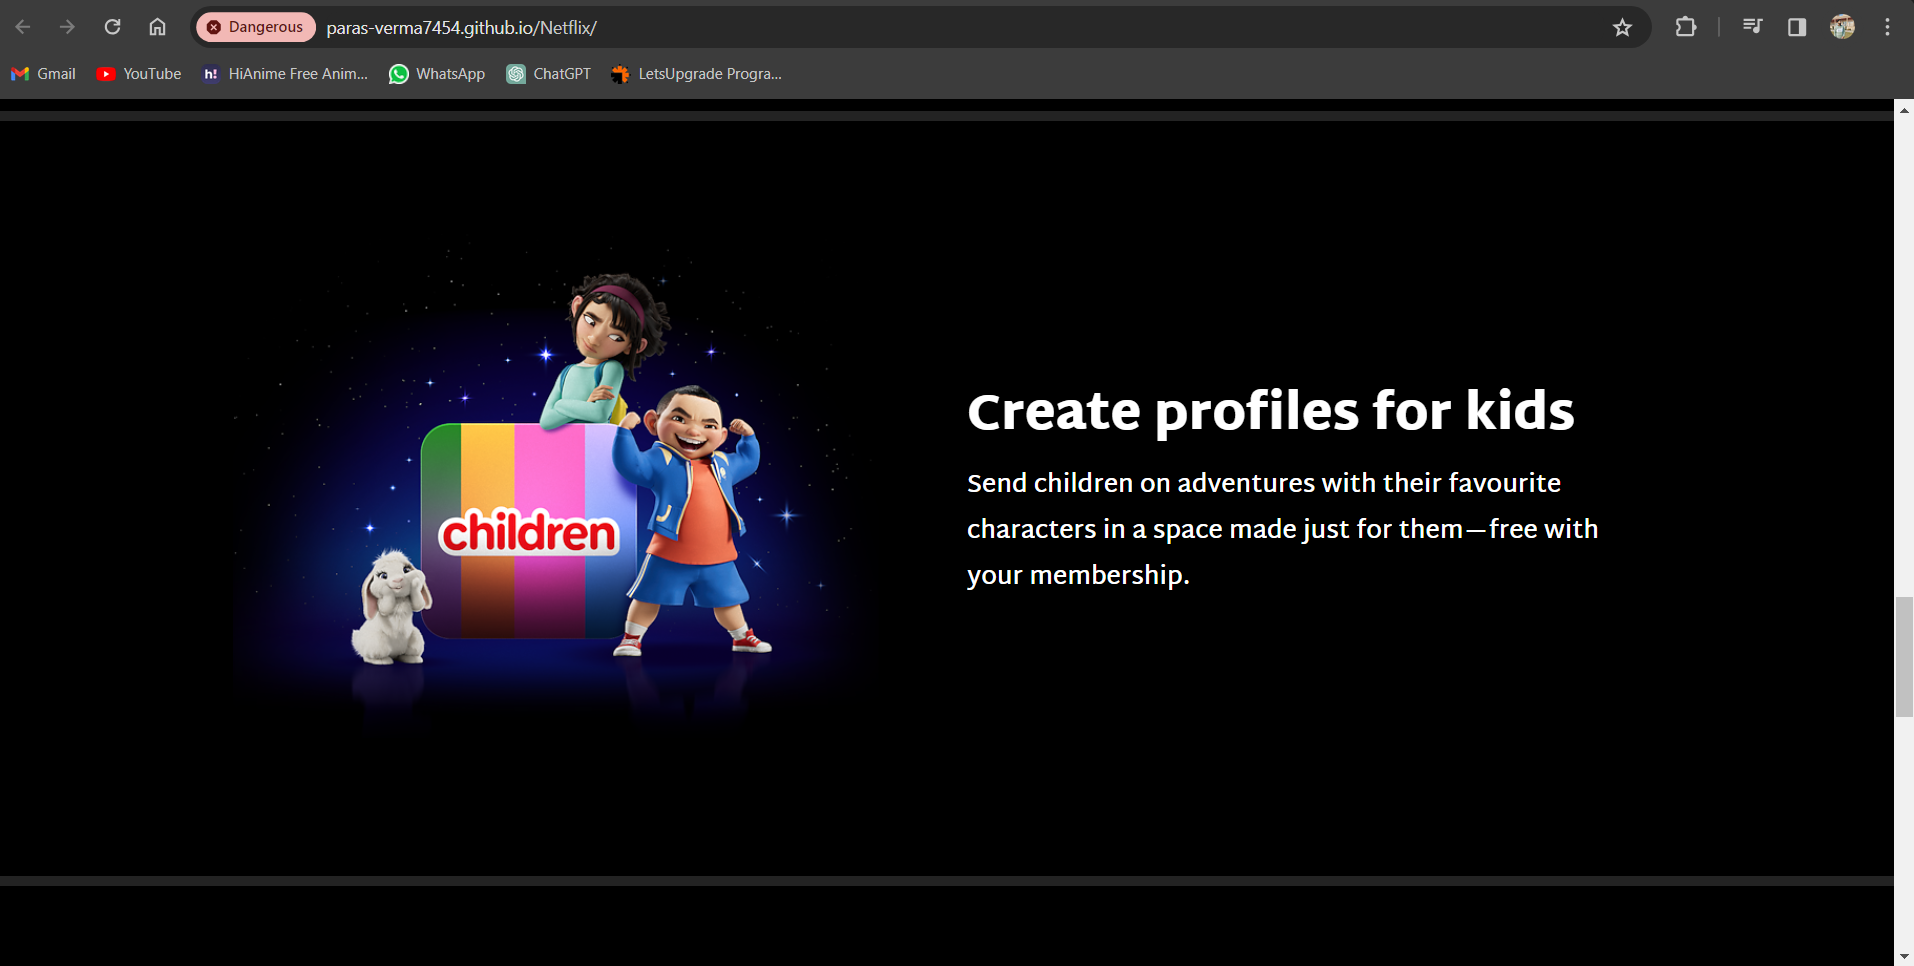 Dangerous
paras-verma7454.github.io/Netflix/
Gmail
YouTube
h!
HiAnime Free Anim...
WhatsApp
ChatGPT
LetsUpgrade Progra...
children
Create profiles for kids
Send children on adventures with their favourite
characters in a space made just for them—free with
your membership.